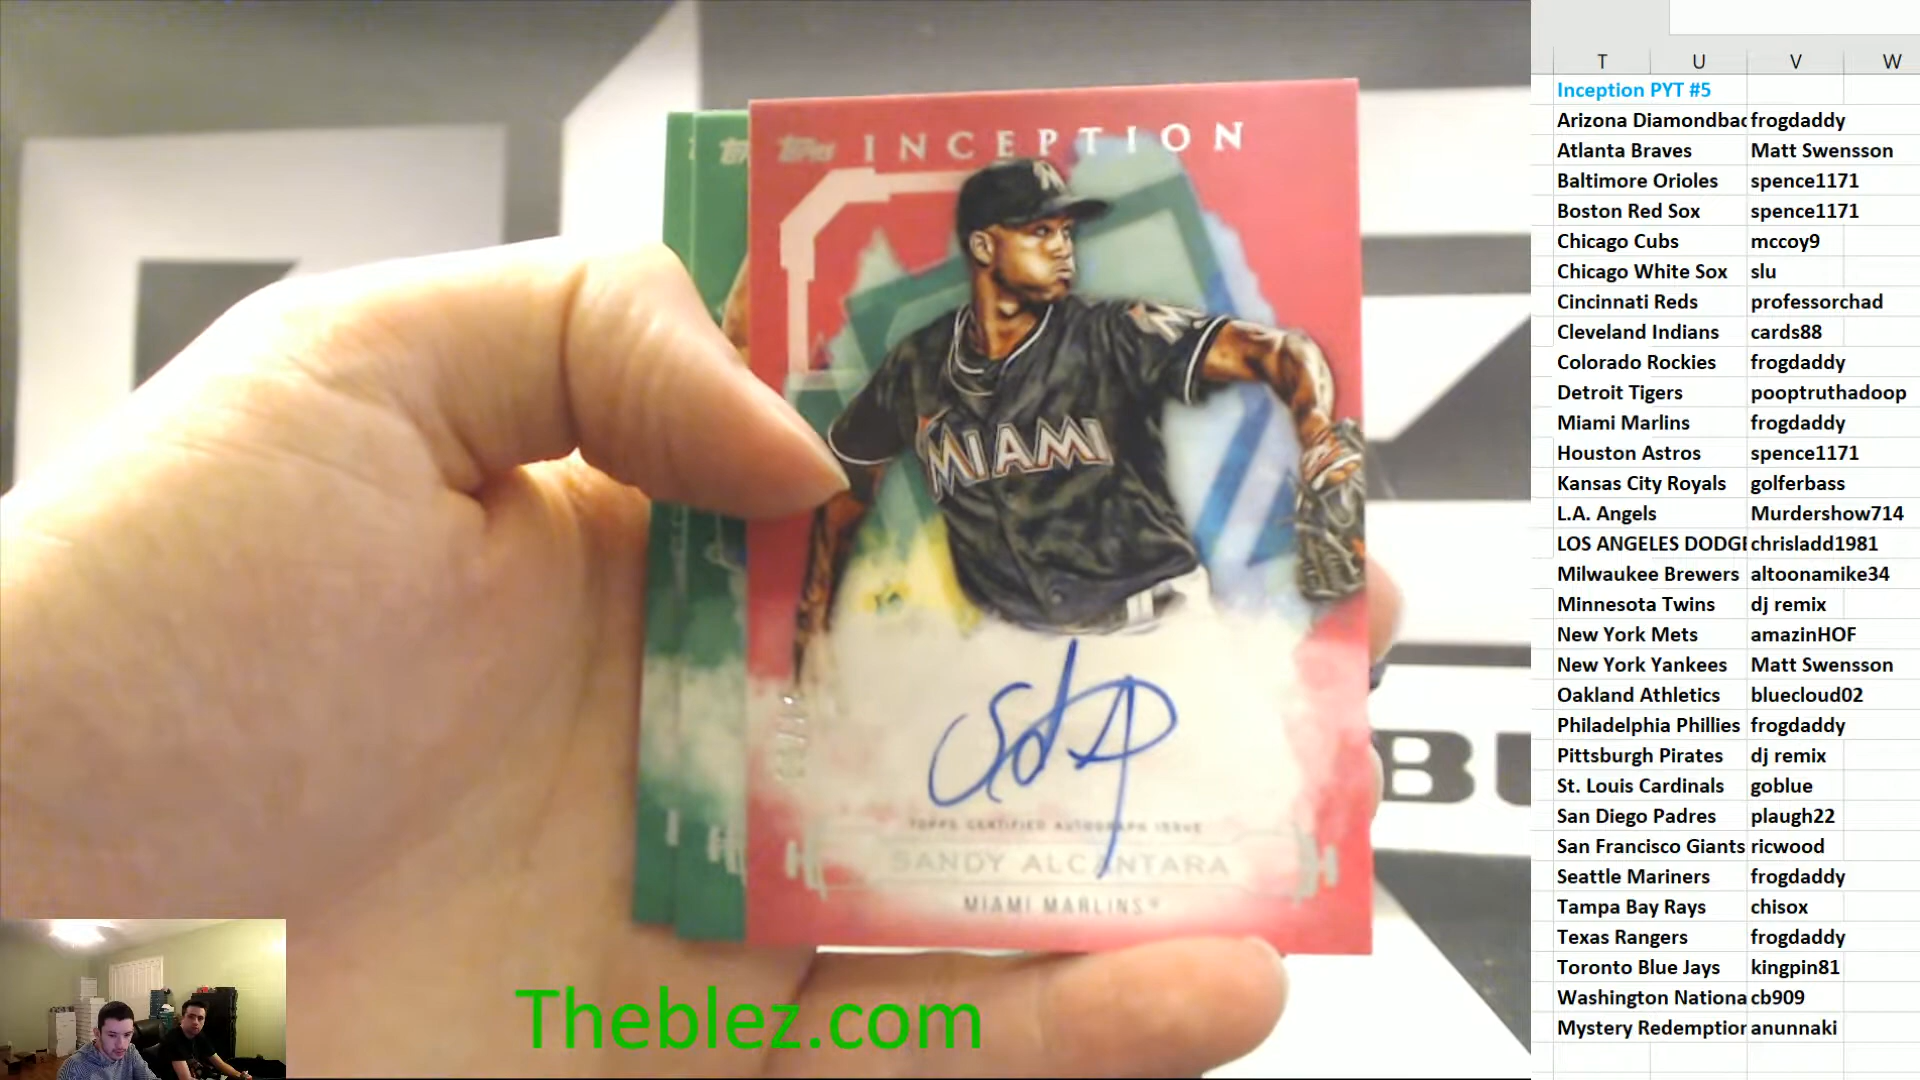 Topps INCEPTION
M
MIAMI
TOPPS CERTIFIED AUTOGRAPH ISSUE
SANDY ALCANTARA
MIAMI MARLINS
BU
Theblez.com
T U V W
Inception PYT #5
Arizona Diamondbac frogdaddy
Atlanta Braves Matt Swensson
Baltimore Orioles spence1171
Boston Red Sox spence1171
Chicago Cubs mccoy9
Chicago White Sox slu
Cincinnati Reds professorchad
Cleveland Indians cards88
Colorado Rockies frogdaddy
Detroit Tigers pooptruthadoop
Miami Marlins frogdaddy
Houston Astros spence1171
Kansas City Royals golferbass
L.A. Angels Murdershow714
LOS ANGELES DODGE chrisladd1981
Milwaukee Brewers altoonamike34
Minnesota Twins dj remix
New York Mets amazinHOF
New York Yankees Matt Swensson
Oakland Athletics bluecloud02
Philadelphia Phillies frogdaddy
Pittsburgh Pirates dj remix
St. Louis Cardinals goblue
San Diego Padres plaugh22
San Francisco Giants ricwood
Seattle Mariners frogdaddy
Tampa Bay Rays chisox
Texas Rangers frogdaddy
Toronto Blue Jays kingpin81
Washington Nationa cb909
Mystery Redemption anunnaki